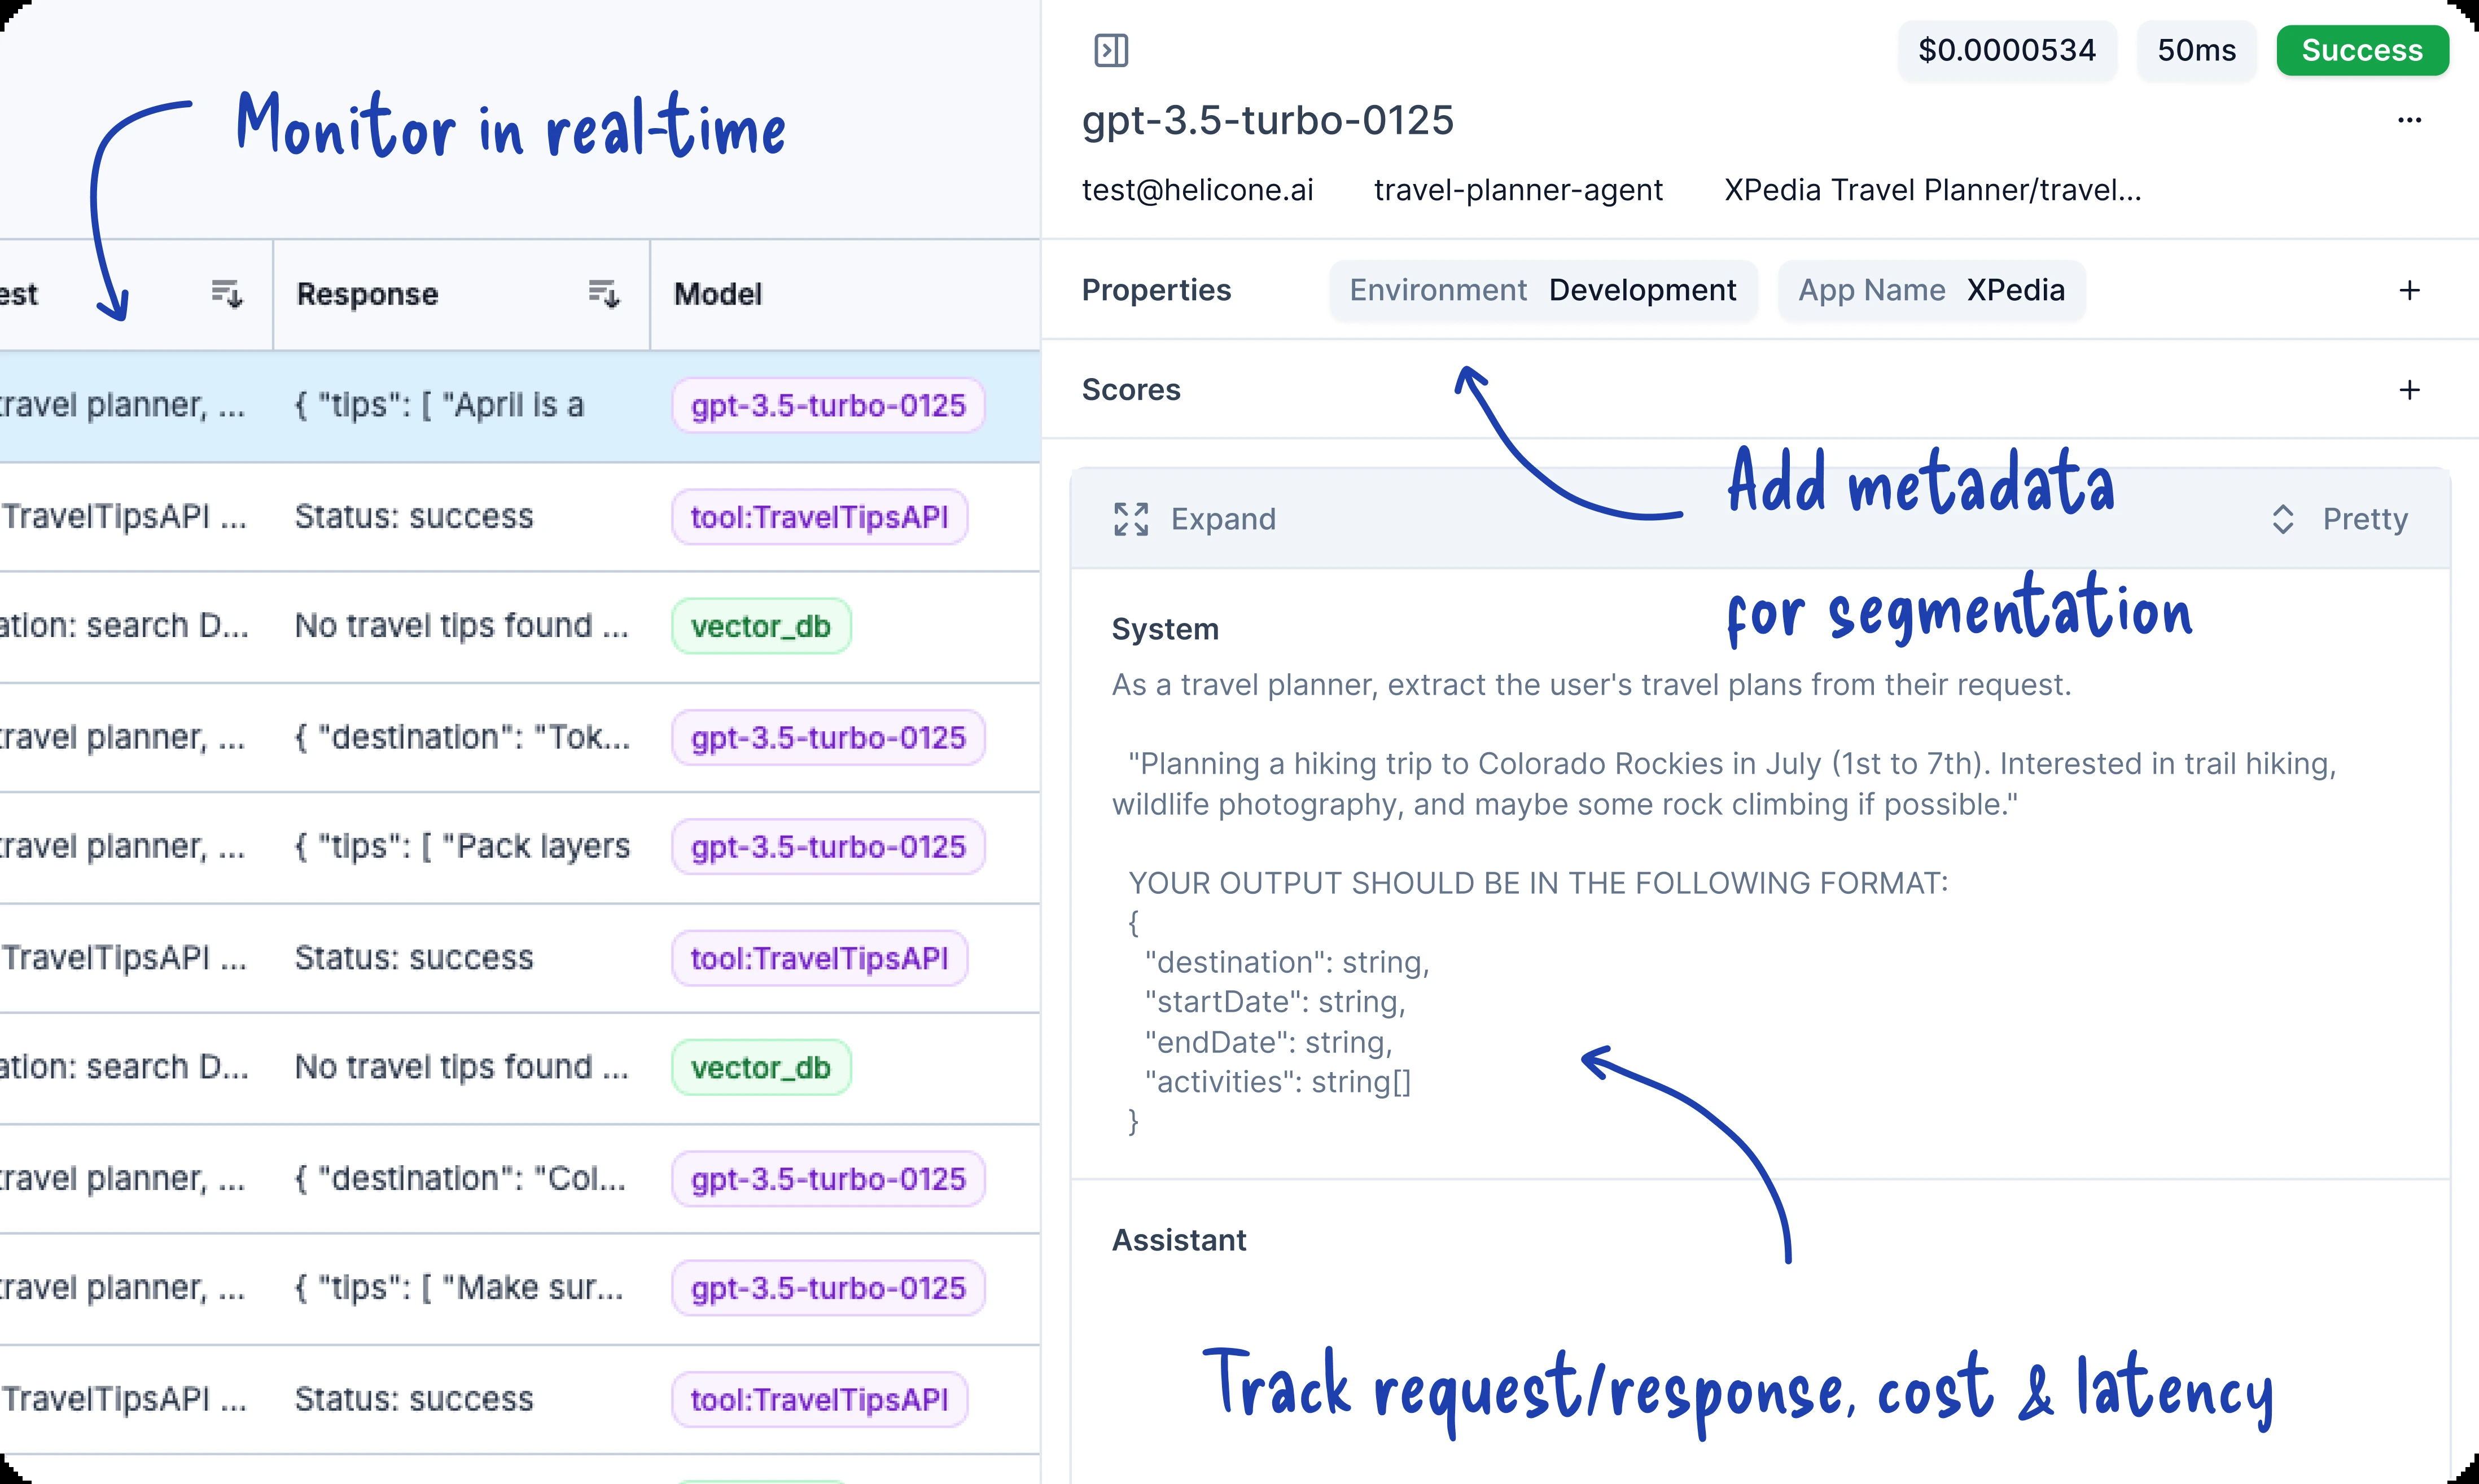 Monitor in real-time
est Response Model
travel planner, ... { "tips": [ "April is a gpt-3.5-turbo-0125
TravelTipsAPI ... Status: success tool:TravelTipsAPI
ation: search D... No travel tips found ... vector_db
travel planner, ... { "destination": "Tok... gpt-3.5-turbo-0125
travel planner, ... { "tips": [ "Pack layers gpt-3.5-turbo-0125
TravelTipsAPI ... Status: success tool:TravelTipsAPI
ation: search D... No travel tips found ... vector_db
travel planner, ... { "destination": "Col... gpt-3.5-turbo-0125
travel planner, ... { "tips": [ "Make sur... gpt-3.5-turbo-0125
TravelTipsAPI ... Status: success tool:TravelTipsAPI
$0.0000534 50ms Success
gpt-3.5-turbo-0125
test@helicone.ai travel-planner-agent XPedia Travel Planner/travel...
Properties Environment Development App Name XPedia
Scores
Add metadata
for segmentation
Expand Pretty
System
As a travel planner, extract the user's travel plans from their request.
"Planning a hiking trip to Colorado Rockies in July (1st to 7th). Interested in trail hiking,
wildlife photography, and maybe some rock climbing if possible."
YOUR OUTPUT SHOULD BE IN THE FOLLOWING FORMAT:
{
"destination": string,
"startDate": string,
"endDate": string,
"activities": string[]
}
Assistant
Track request/response, cost & latency